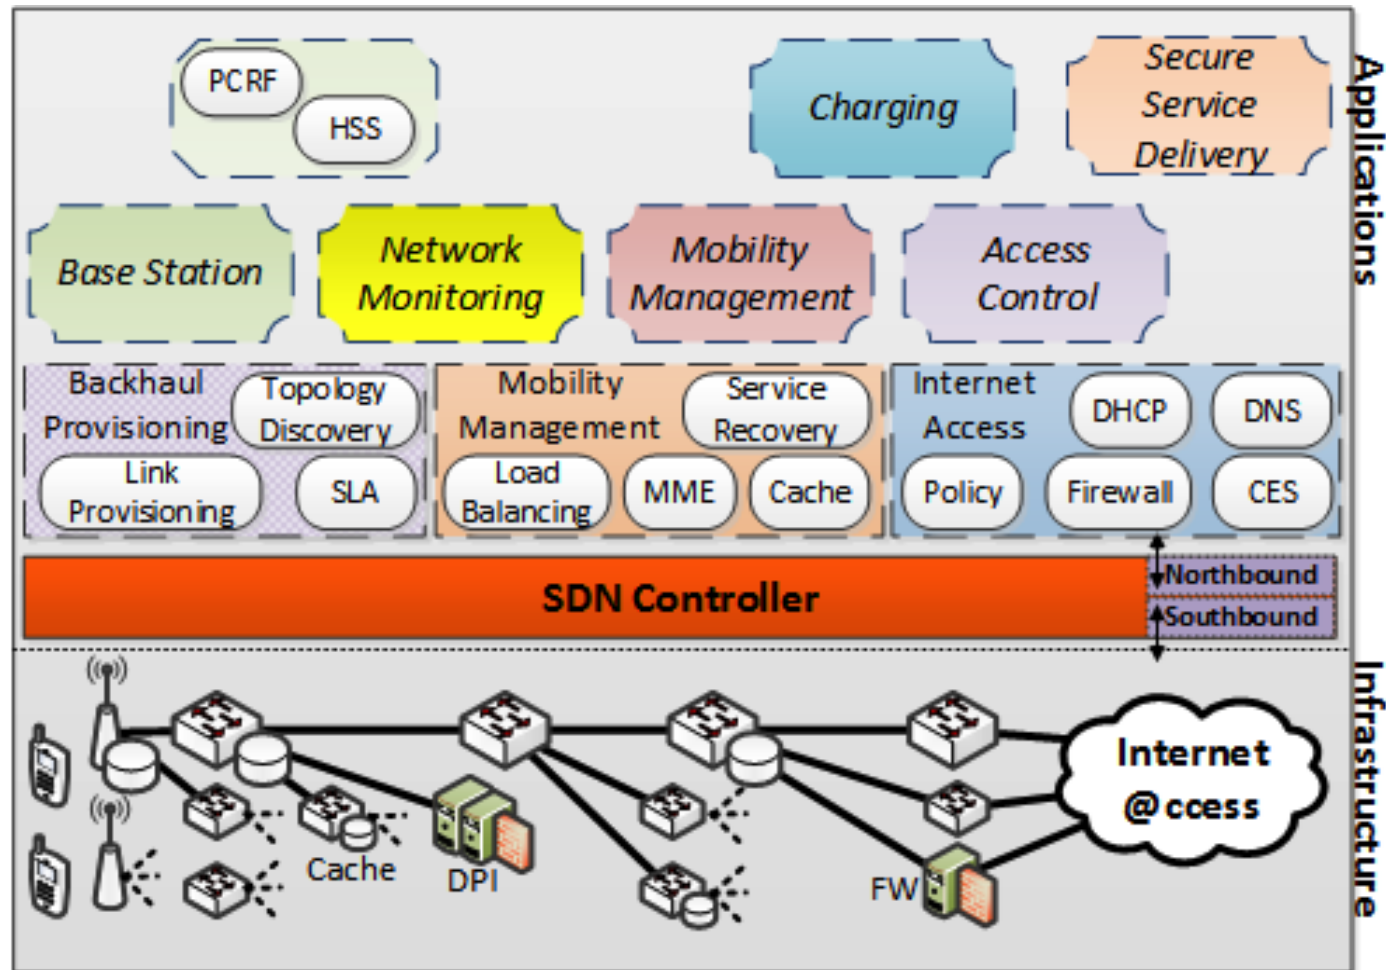 PCRF
HSS
Charging
Secure
Service
Delivery
Applications
Base Station
Network
Monitoring
Mobility
Management
Access
Control
Backhaul
Provisioning
Topology
Discovery
Link
Provisioning
SLA
Mobility
Management
Service
Recovery
Load
Balancing
MME
Cache
Internet
Access
DHCP
DNS
Policy
Firewall
CES
SDN Controller
Northbound
Southbound
Infrastructure
Internet
@ccess
Cache
DPI
FW